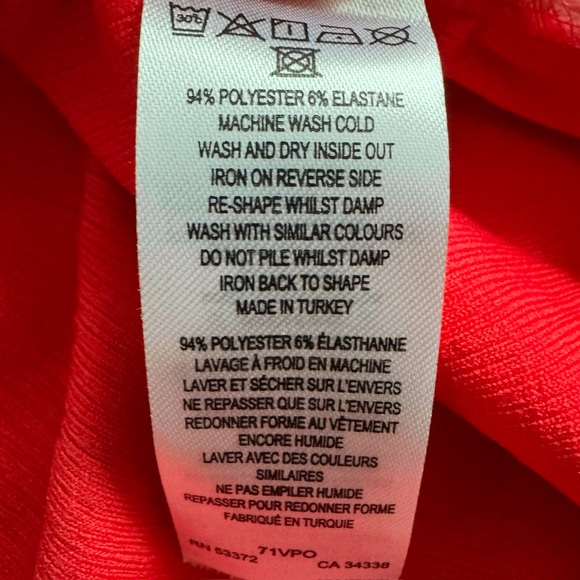 30°
94% POLYESTER 6% ELASTANE
MACHINE WASH COLD
WASH AND DRY INSIDE OUT
IRON ON REVERSE SIDE
RE-SHAPE WHILST DAMP
WASH WITH SIMILAR COLOURS
DO NOT PILE WHILST DAMP
IRON BACK TO SHAPE
MADE IN TURKEY
94% POLYESTER 6% ÉLASTHANNE
LAVAGE À FROID EN MACHINE
LAVER ET SÉCHER SUR L'ENVERS
NE REPASSER QUE SUR L'ENVERS
REDONNER FORME AU VÊTEMENT
ENCORE HUMIDE
LAVER AVEC DES COULEURS
SIMILAIRES
NE PAS EMPILER HUMIDE
REPASSER POUR REDONNER FORME
FABRIQUÉ EN TURQUIE
RN 53372 71VPO CA 34338